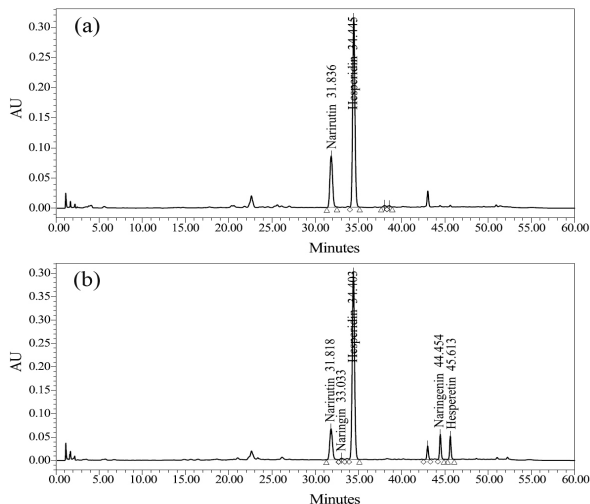 (a)
AU
0.30
0.25
0.20
0.15
0.10
0.05
0.00
Narirutin 31.836
Hesperidin 34.445
0.00 5.00 10.00 15.00 20.00 25.00 30.00 35.00 40.00 45.00 50.00 55.00 60.00
Minutes
(b)
AU
0.30
0.25
0.20
0.15
0.10
0.05
0.00
Narirutin 31.818
Naringin 33.033
Hesperidin 34.403
Naringenin 44.454
Hesperetin 45.613
0.00 5.00 10.00 15.00 20.00 25.00 30.00 35.00 40.00 45.00 50.00 55.00 60.00
Minutes